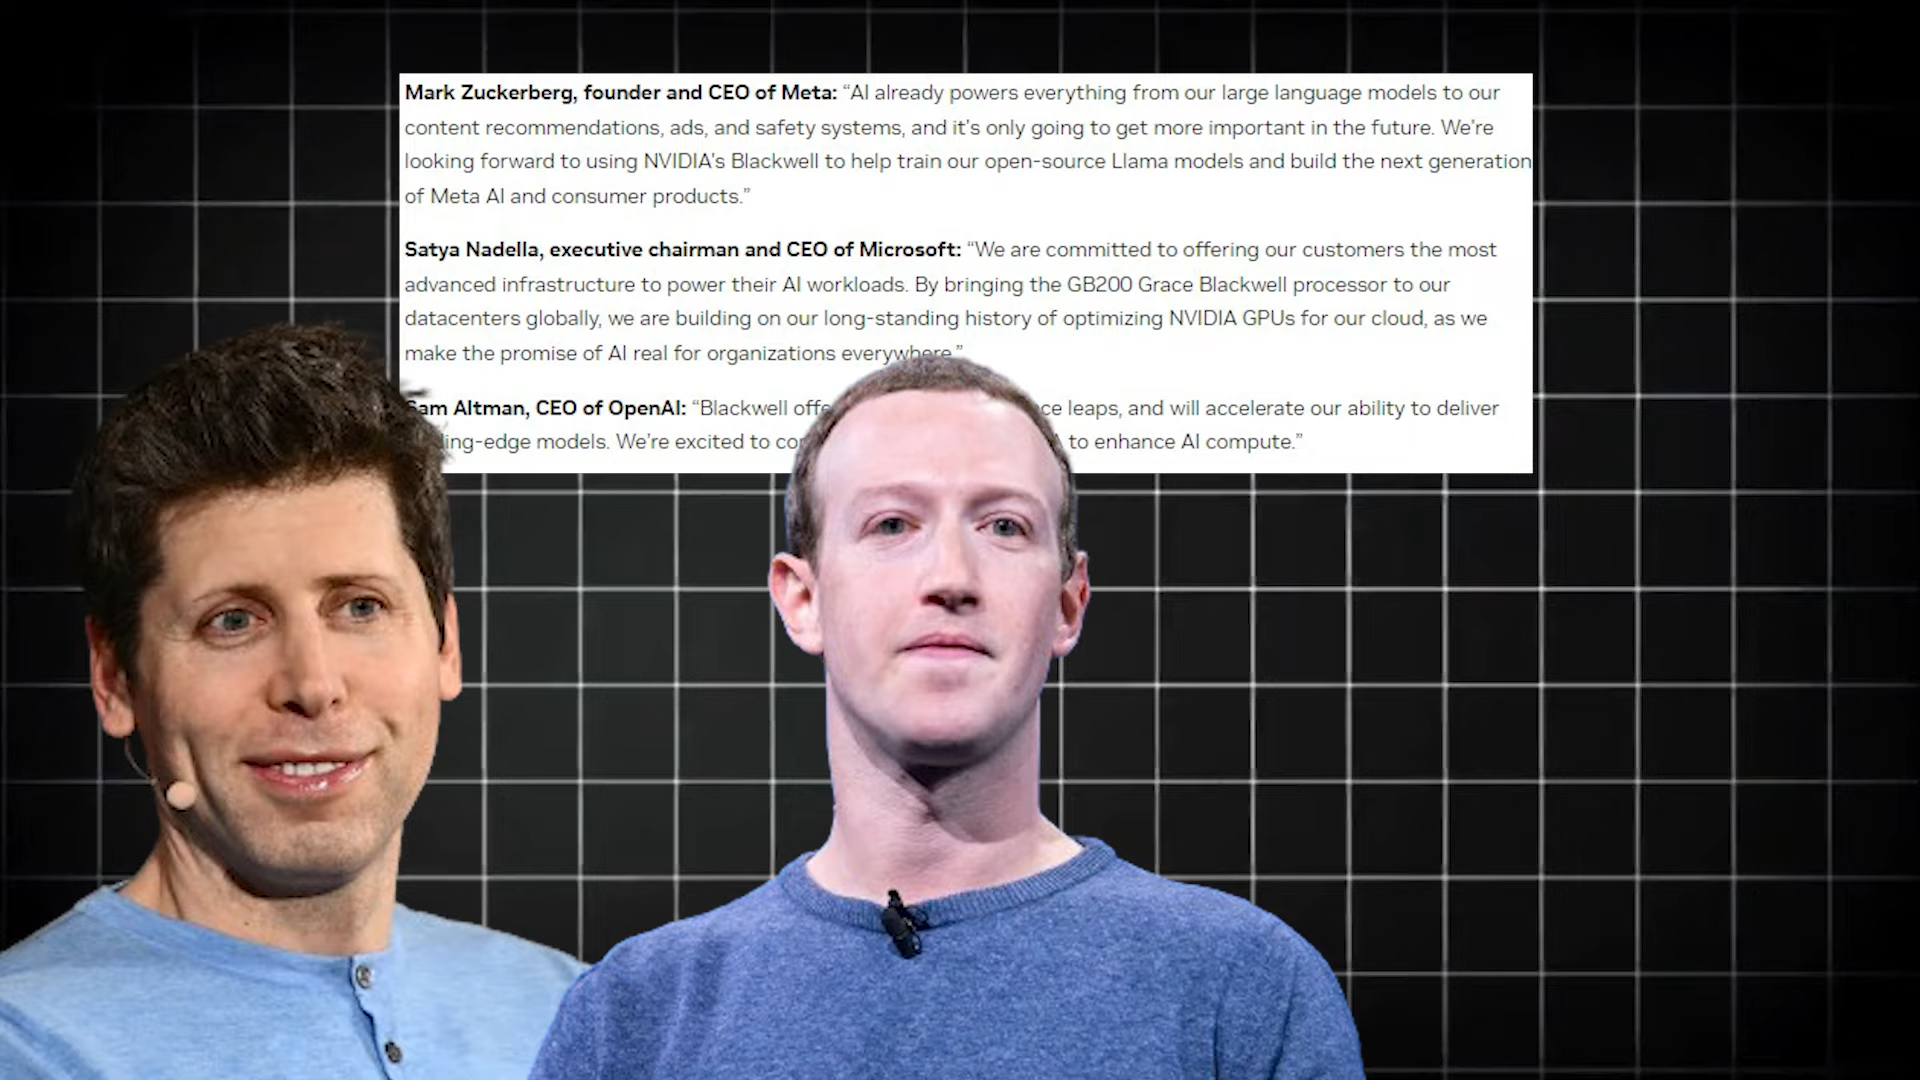 Mark Zuckerberg, founder and CEO of Meta: “AI already powers everything from our large language models to our
content recommendations, ads, and safety systems, and it’s only going to get more important in the future. We’re
looking forward to using NVIDIA’s Blackwell to help train our open-source Llama models and build the next generation
of Meta AI and consumer products.”
Satya Nadella, executive chairman and CEO of Microsoft: “We are committed to offering our customers the most
advanced infrastructure to power their AI workloads. By bringing the GB200 Grace Blackwell processor to our
datacenters globally, we are building on our long-standing history of optimizing NVIDIA GPUs for our cloud, as we
make the promise of AI real for organizations everywhere.”
Sam Altman, CEO of OpenAI: “Blackwell leaps, and will accelerate our ability to deliver
models. We’re excited to to enhance AI compute.”